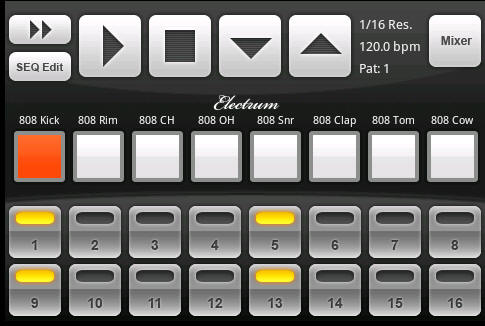 1/16 Res.
SEQ Edit
120.0 bpm
Mixer
Pat: 1
Electrum
808 Kick 808 Rim 808 CH 808 OH 808 Snr 808 Clap 808 Tom 808 Cow
1 2 3 4 5 6 7 8
9 10 11 12 13 14 15 16